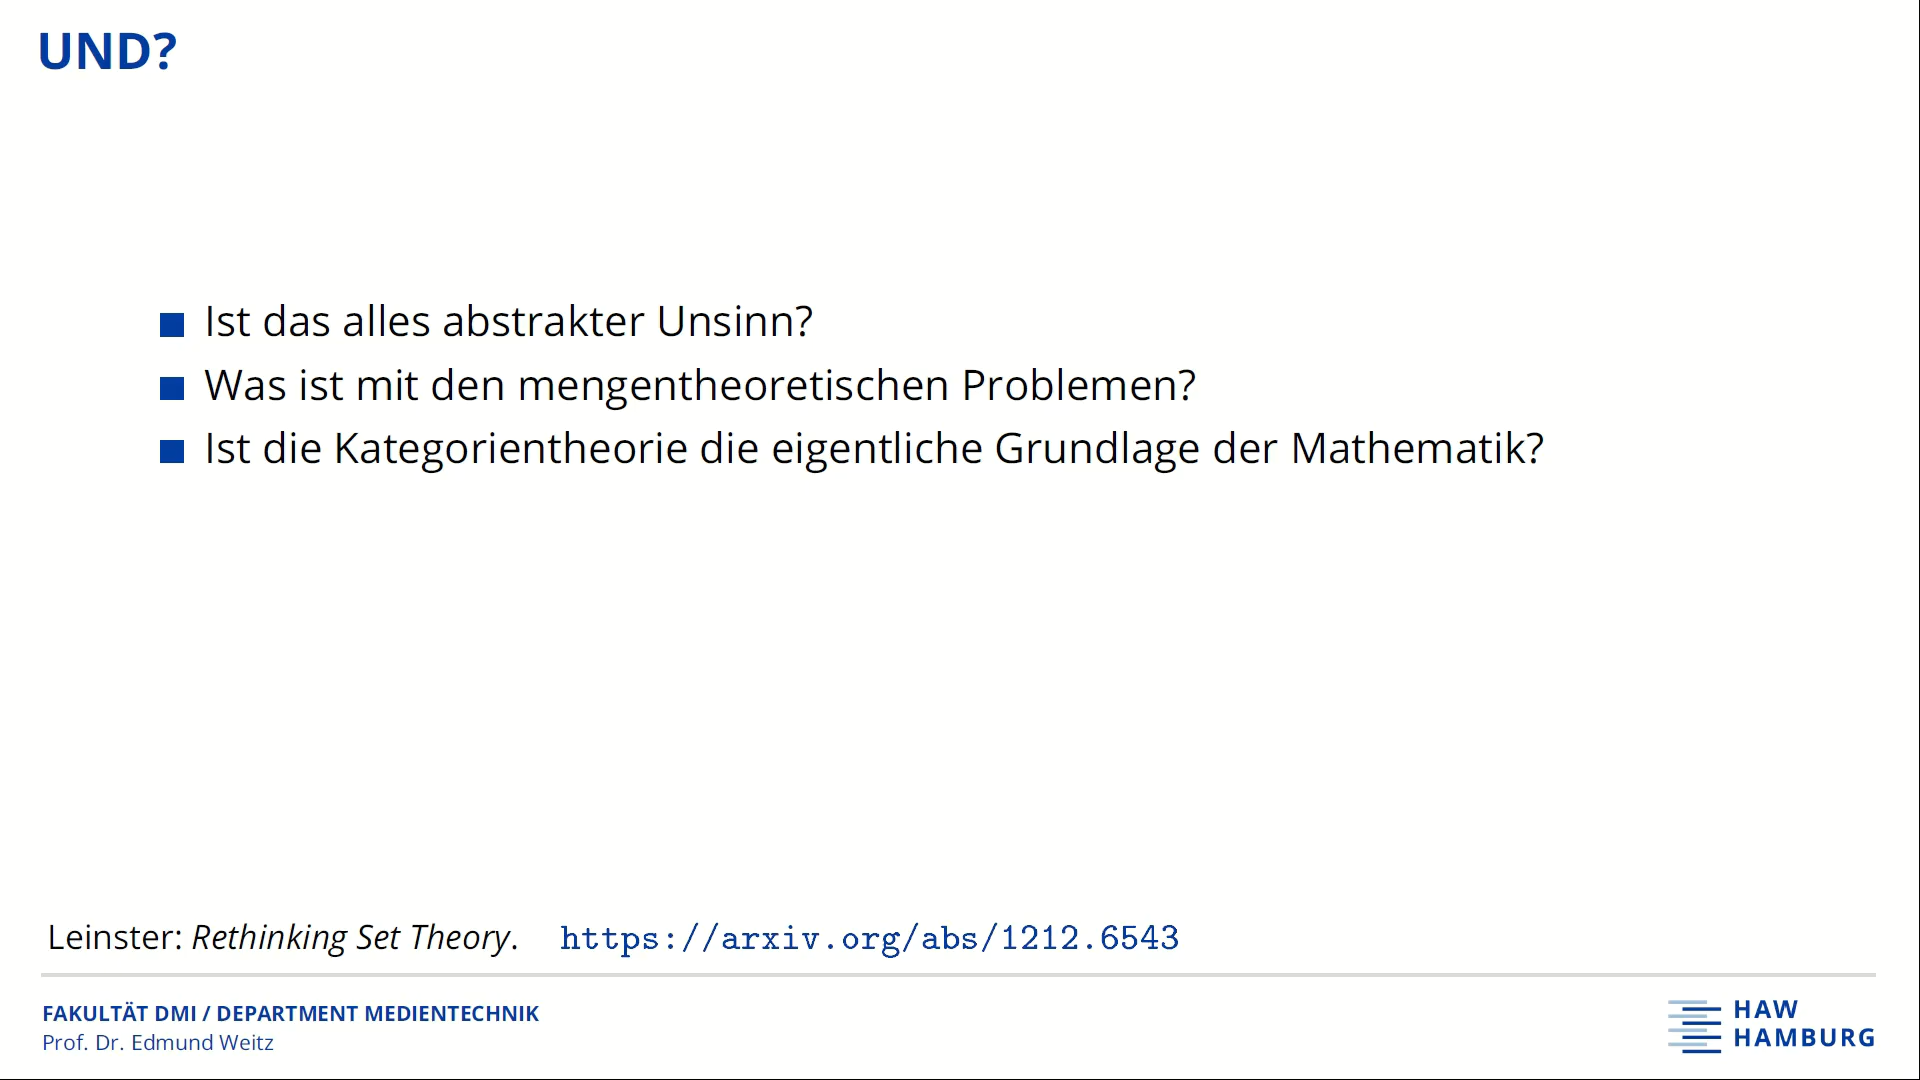 UND?
Ist das alles abstrakter Unsinn?
Was ist mit den mengentheoretischen Problemen?
Ist die Kategorientheorie die eigentliche Grundlage der Mathematik?
Leinster: Rethinking Set Theory. https://arxiv.org/abs/1212.6543
FAKULTÄT DMI / DEPARTMENT MEDIENTECHNIK
Prof. Dr. Edmund Weitz
HAW
HAMBURG